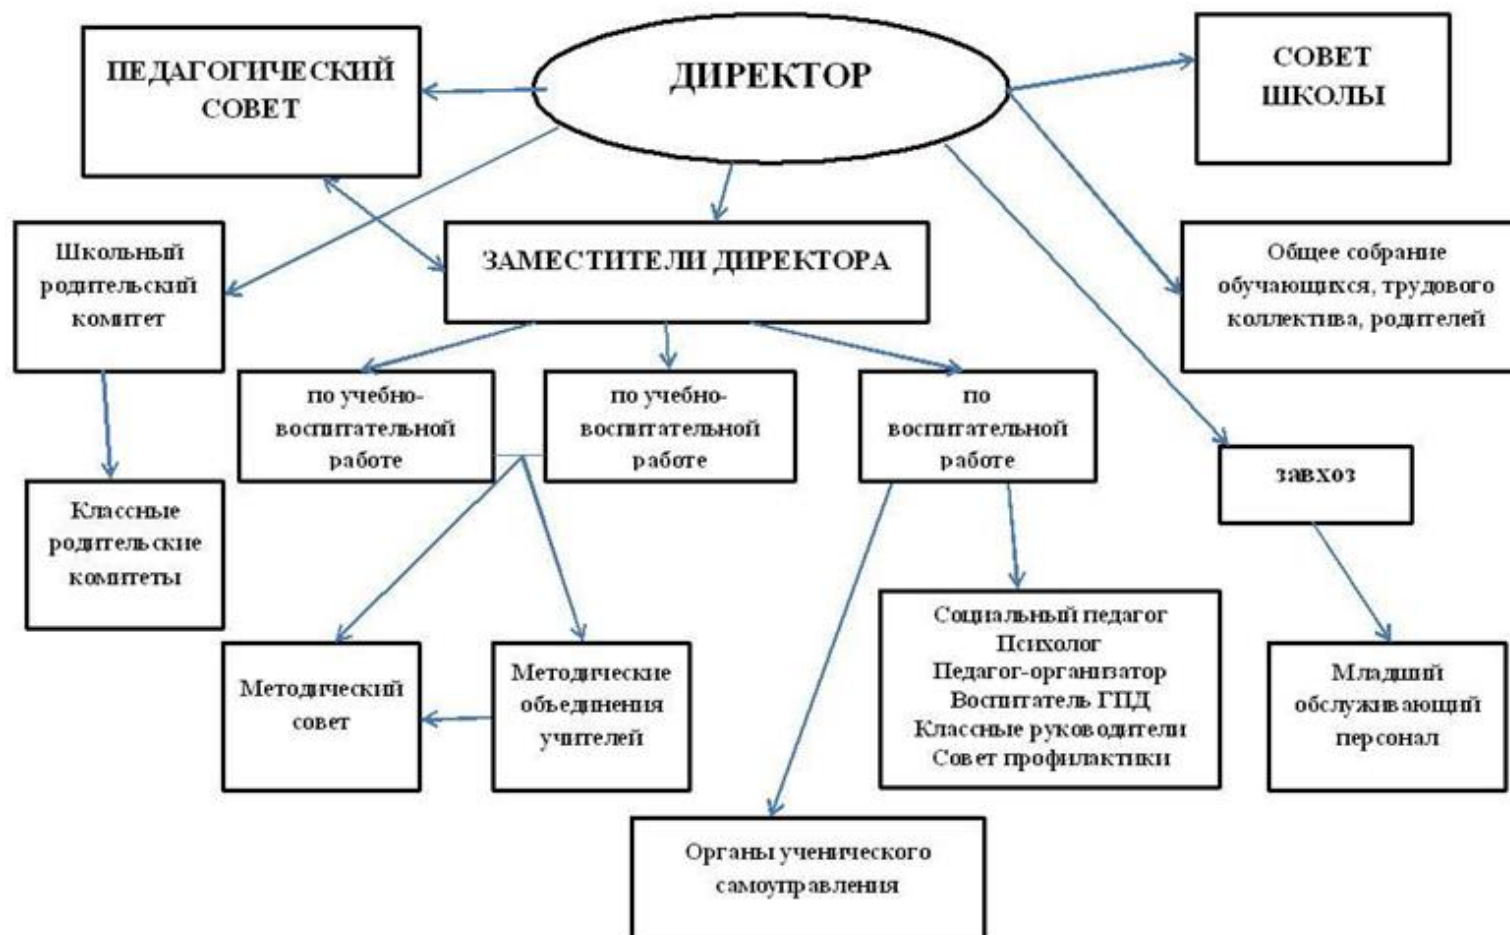 ПЕДАГОГИЧЕСКИЙ
СОВЕТ
ДИРЕКТОР
СОВЕТ
ШКОЛЫ
Школьный
родительский
комитет
ЗАМЕСТИТЕЛИ ДИРЕКТОРА
Общее собрание
обучающихся, трудового
коллектива, родителей
по учебно-
воспитательной
работе
по учебно-
воспитательной
работе
по
воспитательной
работе
завхоз
Классные
родительские
комитеты
Методический
совет
Методические
объединения
учителей
Социальный педагог
Психолог
Педагог-организатор
Воспитатель ГПД
Классные руководители
Совет профилактики
Младший
обслуживающий
персонал
Органы ученического
самоуправления